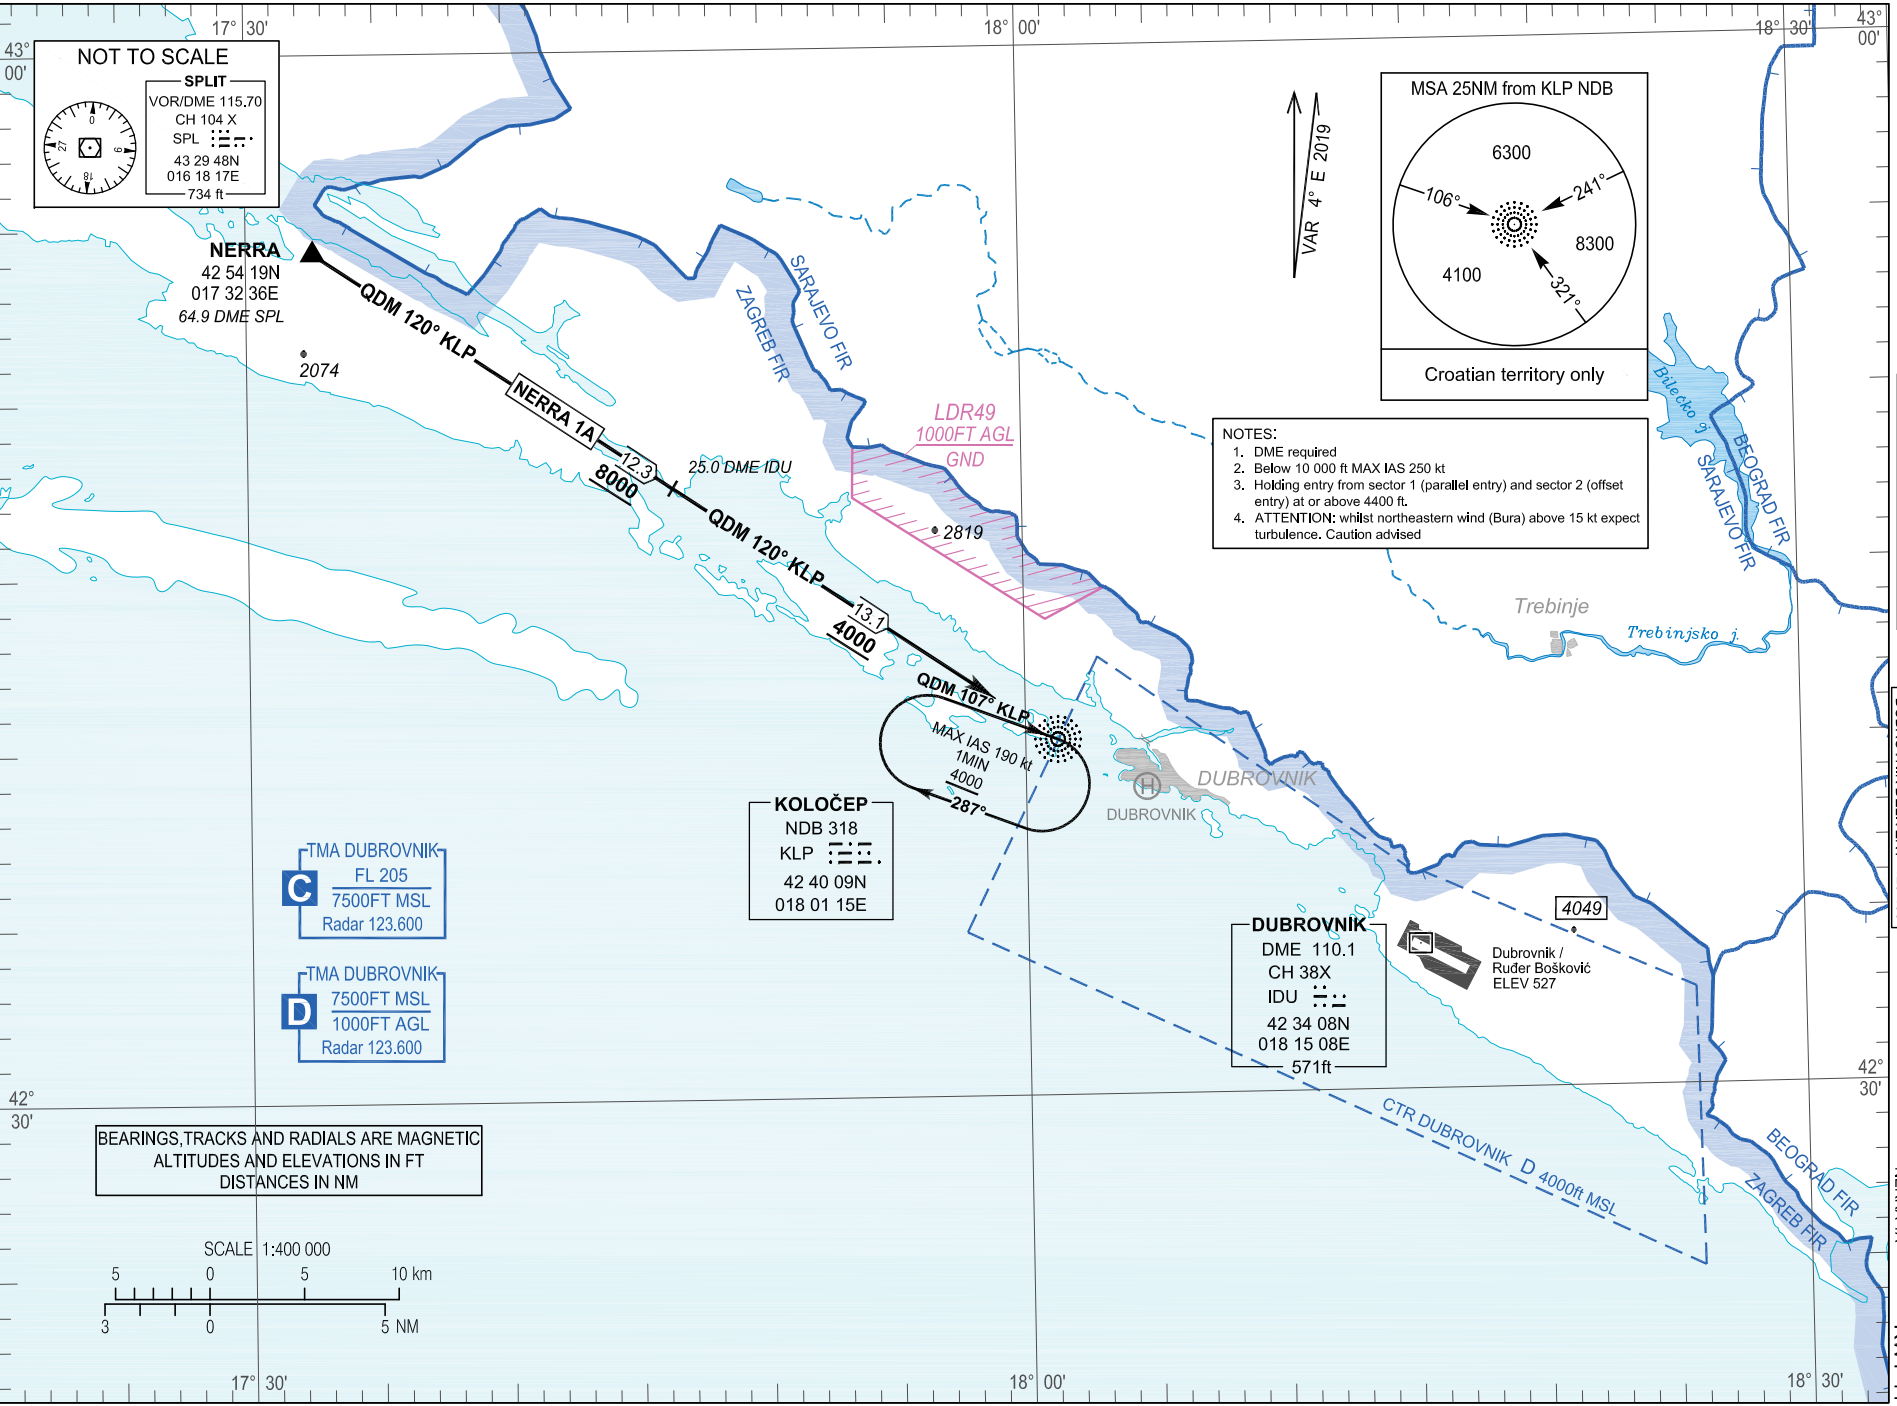 17° 30'
18° 00'
18° 30'
43°
00'
43°
00'
NOT TO SCALE
SPLIT
VOR/DME 115.70
CH 104 X
SPL
43 29 48N
016 18 17E
734 ft
0
9
18
27
NERRA
42 54 19N
017 32 36E
64.9 DME SPL
2074
QDM 120° KLP
NERRA 1A
12.3
8000
25.0 DME IDU
QDM 120° KLP
13.1
4000
QDM 107° KLP
MAX IAS 190 kt
1MIN
4000
287°
SARAJEVO FIR
ZAGREB FIR
LDR49
1000FT AGL
GND
2819
VAR 4° E 2019
MSA 25NM from KLP NDB
6300
106°
241°
8300
4100
321°
Croatian territory only
NOTES:
1. DME required
2. Below 10 000 ft MAX IAS 250 kt
3. Holding entry from sector 1 (parallel entry) and sector 2 (offset
entry) at or above 4400 ft.
4. ATTENTION: whilst northeastern wind (Bura) above 15 kt expect
turbulence. Caution advised
Bilećko j.
BEOGRAD FIR
SARAJEVO FIR
Trebinje
Trebinjsko j.
KOLOČEP
NDB 318
KLP
42 40 09N
018 01 15E
H
DUBROVNIK
DUBROVNIK
TMA DUBROVNIK
C
FL 205
7500FT MSL
Radar 123.600
TMA DUBROVNIK
D
7500FT MSL
1000FT AGL
Radar 123.600
DUBROVNIK
DME 110.1
CH 38X
IDU
42 34 08N
018 15 08E
571ft
4049
Dubrovnik /
Ruđer Bošković
ELEV 527
42°
30'
42°
30'
CTR DUBROVNIK D 4000ft MSL
BEOGRAD FIR
ZAGREB FIR
BEARINGS,TRACKS AND RADIALS ARE MAGNETIC
ALTITUDES AND ELEVATIONS IN FT
DISTANCES IN NM
SCALE 1:400 000
5 0 5 10 km
3 0 5 NM
17° 30'
18° 00'
18° 30'